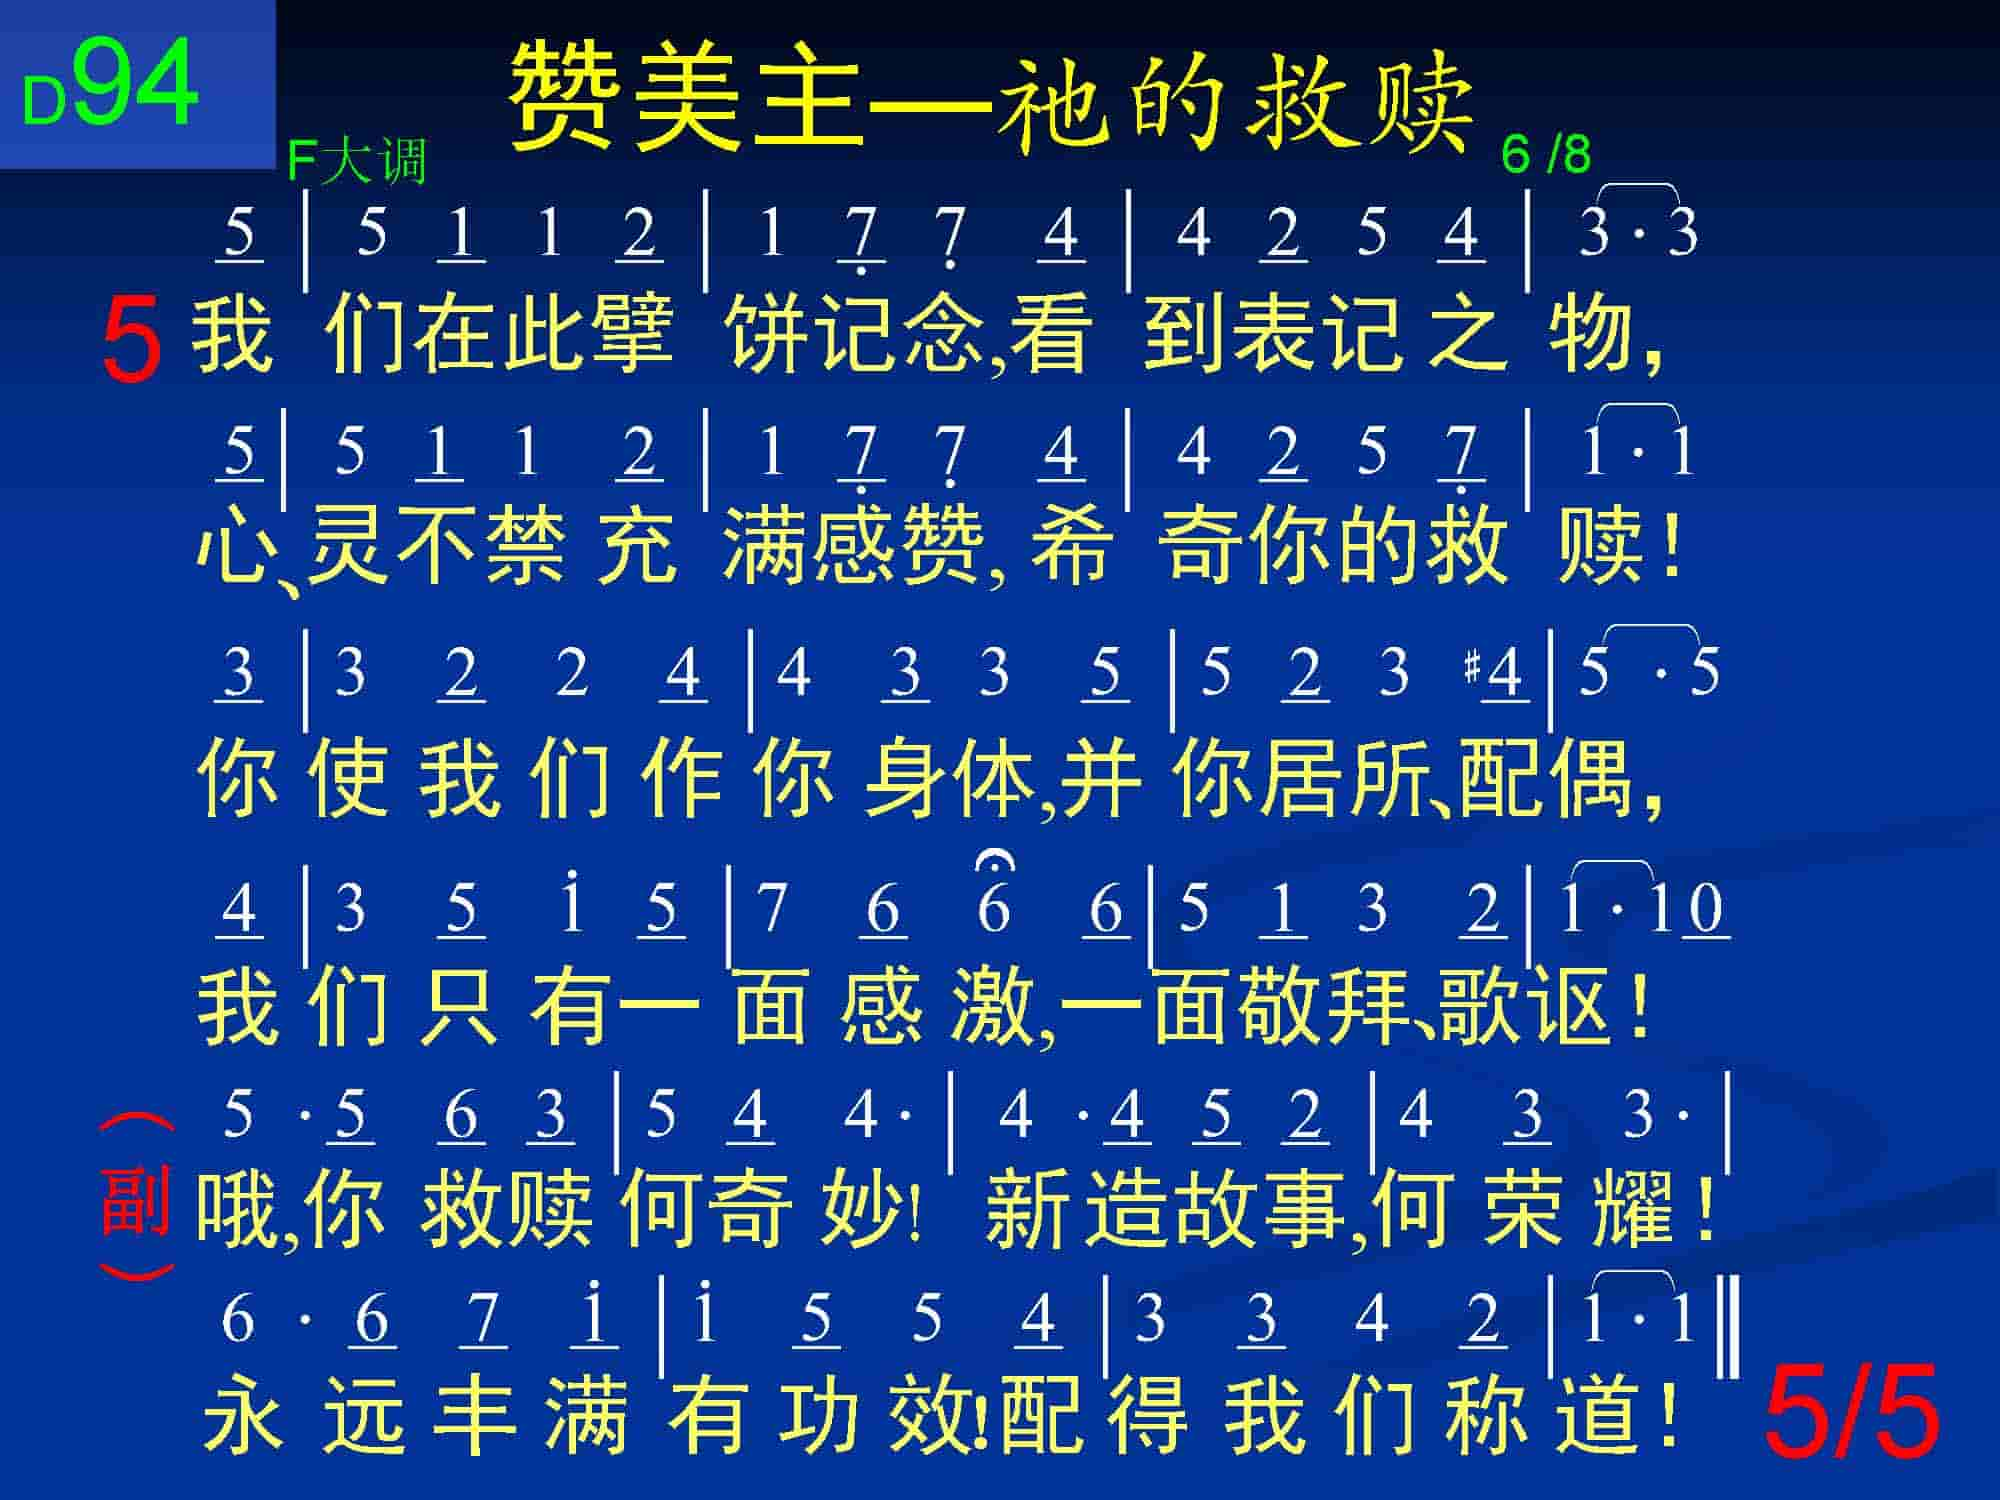 D94
赞美主—祂的救赎
F大调 6 /8
5 | 5 1 1 2 | 1 7 7 4 | 4 2 5 4 | 3 · 3
5 我们在此擘饼记念,看到表记之物,
5 | 5 1 1 2 | 1 7 7 4 | 4 2 5 7 | 1 · 1
心、灵不禁充满感赞,希奇你的救赎!
3 | 3 2 2 4 | 4 3 3 5 | 5 2 3 #4 | 5 · 5
你使我们作你身体,并你居所、配偶,
4 | 3 5 i 5 | 7 6 6 6 | 5 1 3 2 | 1 · 1 0
我们只有一面感激,一面敬拜、歌讴!
5 · 5 6 3 | 5 4 4 · | 4 · 4 5 2 | 4 3 3 · |
(副) 哦,你救赎何奇妙! 新造故事,何荣耀!
6 · 6 7 i | i 5 5 4 | 3 3 4 2 | 1 · 1 ‖
永远丰满有功效!配得我们称道!
5/5